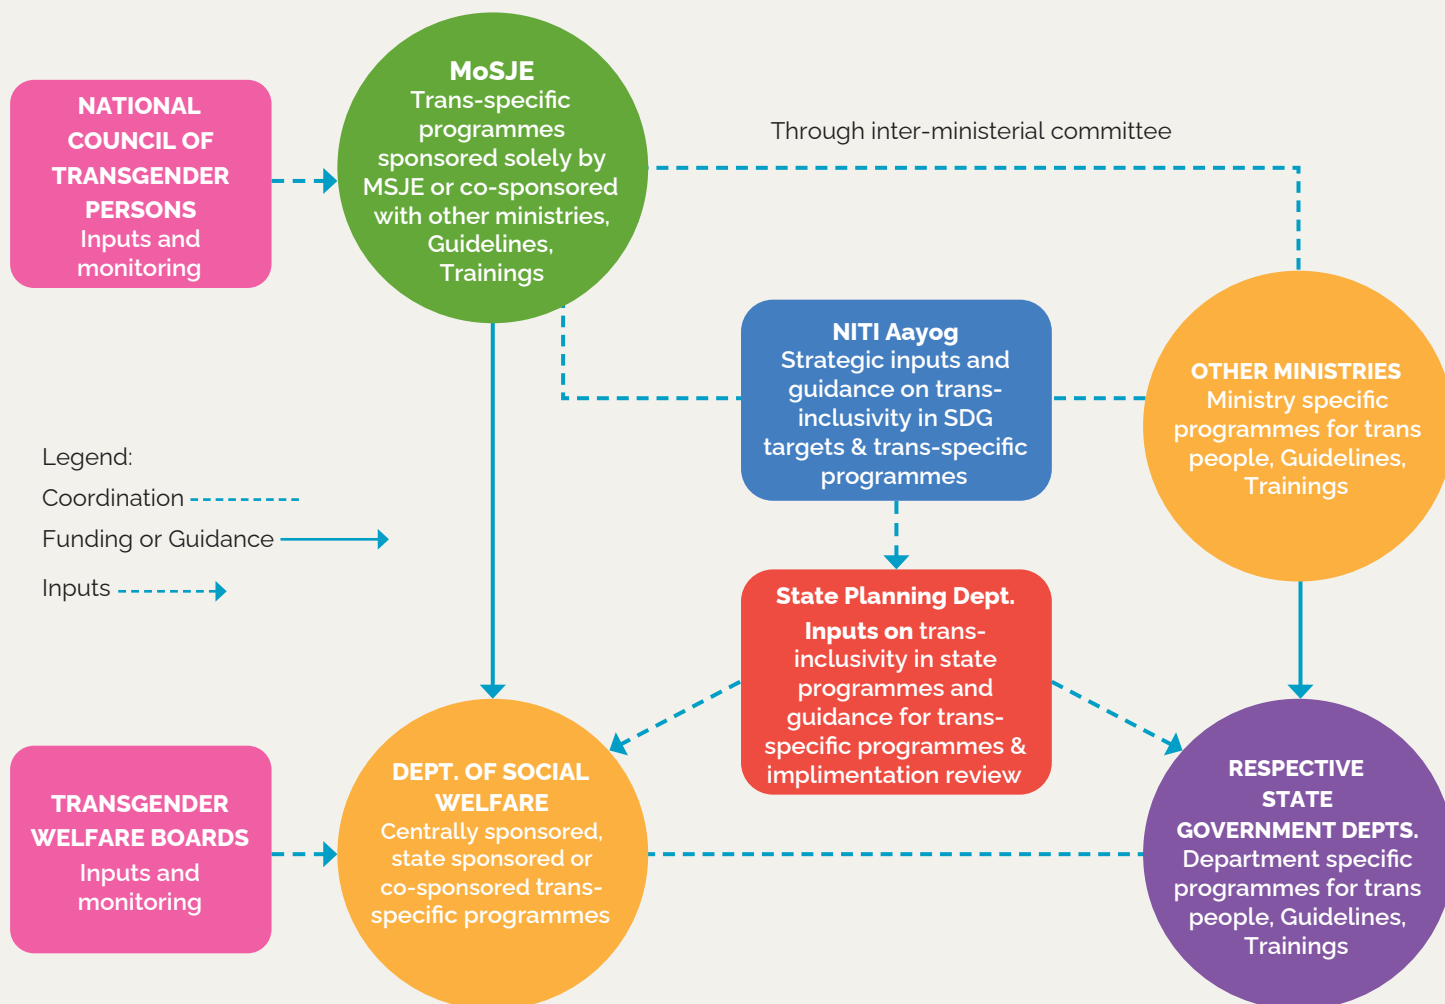 NATIONAL
COUNCIL OF
TRANSGENDER
PERSONS
Inputs and
monitoring
MoSJE
Trans-specific
programmes
sponsored solely by
MSJE or co-sponsored
with other ministries,
Guidelines,
Trainings
Through inter-ministerial committee
NITI Aayog
Strategic inputs and
guidance on trans-
inclusivity in SDG
targets & trans-specific
programmes
OTHER MINISTRIES
Ministry specific
programmes for trans
people, Guidelines,
Trainings
Legend:
Coordination
Funding or Guidance
Inputs
State Planning Dept.
Inputs on trans-
inclusivity in state
programmes and
guidance for trans-
specific programmes &
implimentation review
TRANSGENDER
WELFARE BOARDS
Inputs and
monitoring
DEPT. OF SOCIAL
WELFARE
Centrally sponsored,
state sponsored or
co-sponsored trans-
specific programmes
RESPECTIVE
STATE
GOVERNMENT DEPTS.
Department specific
programmes for trans
people, Guidelines,
Trainings